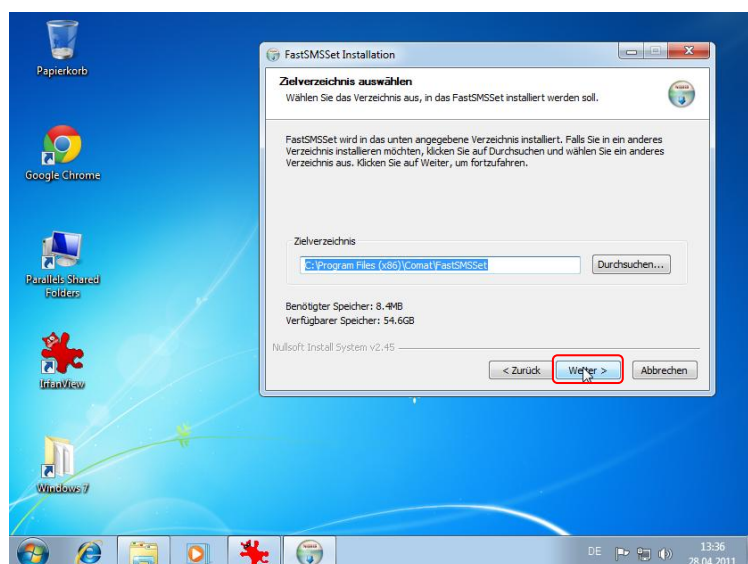 Papierkorb
Google Chrome
Parallels Shared
Folders
IrfanView
Windows 7
FastSMSSet Installation
Zielverzeichnis auswählen
Wählen Sie das Verzeichnis aus, in das FastSMSSet installiert werden soll.
FastSMSSet wird in das unten angegebene Verzeichnis installiert. Falls Sie in ein anderes
Verzeichnis installieren möchten, klicken Sie auf Durchsuchen und wählen Sie ein anderes
Verzeichnis aus. Klicken Sie auf Weiter, um fortzufahren.
Zielverzeichnis
C:\Program Files (x86)\Comat\FastSMSSet
Durchsuchen...
Benötigter Speicher: 8.4MB
Verfügbarer Speicher: 54.6GB
Nullsoft Install System v2.45
< Zurück Weiter > Abbrechen
DE 13:36
28.04.2011